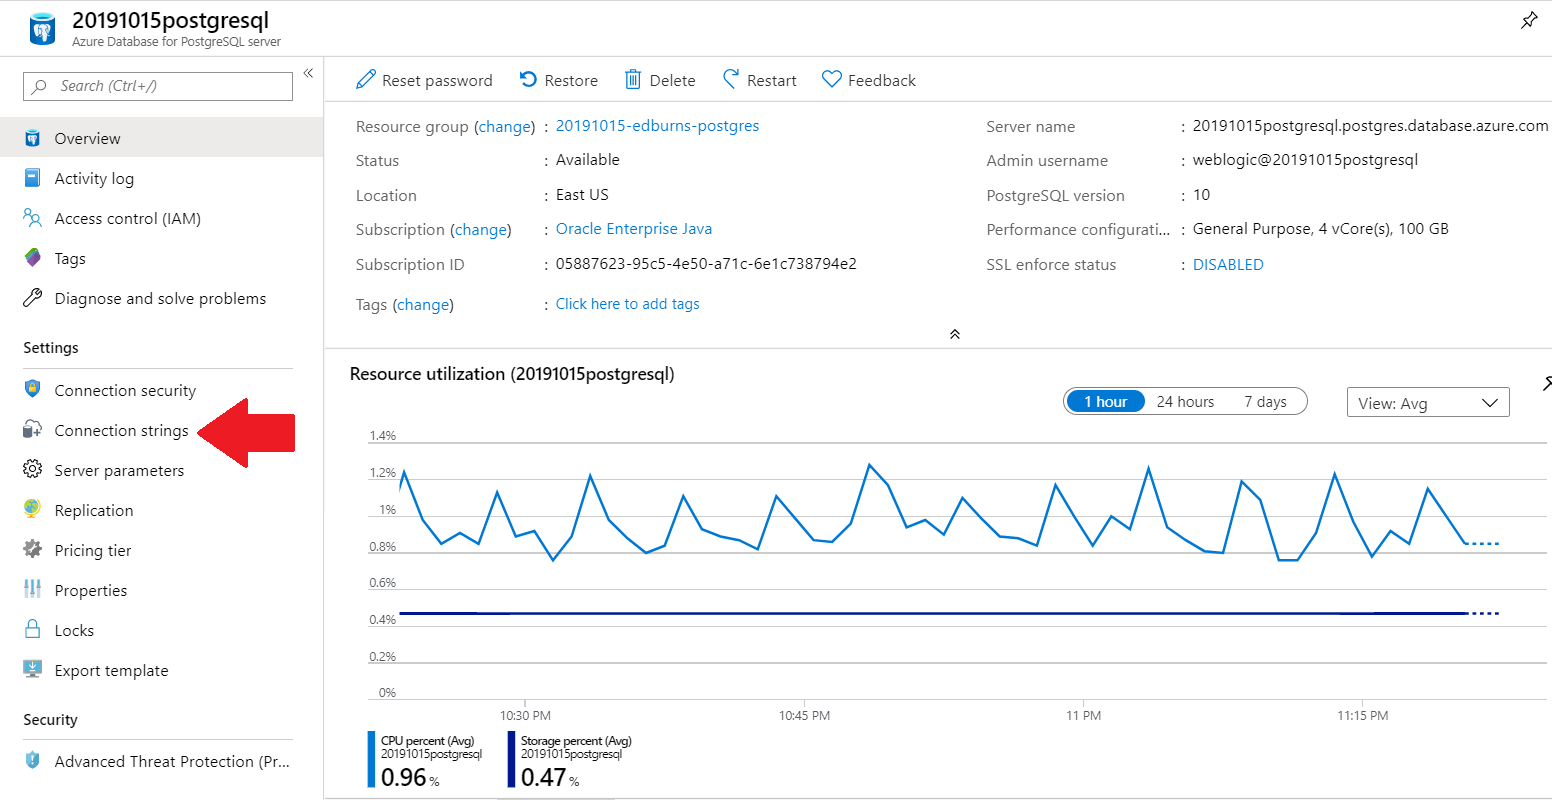 20191015postgresql
Azure Database for PostgreSQL server
Search (Ctrl+/)
«
Overview
Activity log
Access control (IAM)
Tags
Diagnose and solve problems
Settings
Connection security
Connection strings
Server parameters
Replication
Pricing tier
Properties
Locks
Export template
Security
Advanced Threat Protection (Pr...
Reset password Restore Delete Restart Feedback
Resource group (change) : 20191015-edburns-postgres
Status : Available
Location : East US
Subscription (change) : Oracle Enterprise Java
Subscription ID : 05887623-95c5-4e50-a71c-6e1c738794e2
Tags (change) : Click here to add tags
Server name : 20191015postgresql.postgres.database.azure.com
Admin username : weblogic@20191015postgresql
PostgreSQL version : 10
Performance configurati... : General Purpose, 4 vCore(s), 100 GB
SSL enforce status : DISABLED
Resource utilization (20191015postgresql)
1 hour 24 hours 7 days
View: Avg
1.4%
1.2%
1%
0.8%
0.6%
0.4%
0.2%
0%
10:30 PM 10:45 PM 11 PM 11:15 PM
CPU percent (Avg)
20191015postgresql
0.96 %
Storage percent (Avg)
20191015postgresql
0.47 %